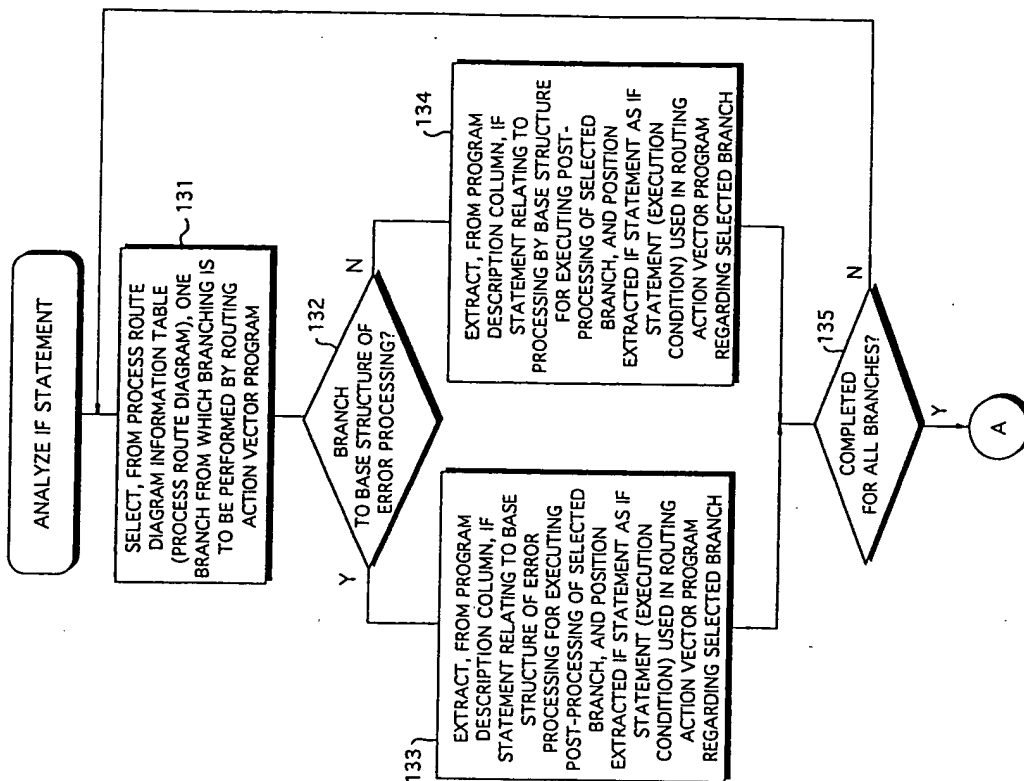 ANALYZE IF STATEMENT
131
SELECT, FROM PROCESS ROUTE
DIAGRAM INFORMATION TABLE
(PROCESS ROUTE DIAGRAM), ONE
BRANCH FROM WHICH BRANCHING IS
TO BE PERFORMED BY ROUTING
ACTION VECTOR PROGRAM
132
BRANCH
TO BASE STRUCTURE OF
ERROR PROCESSING?
Y
N
133
EXTRACT, FROM PROGRAM
DESCRIPTION COLUMN, IF
STATEMENT RELATING TO BASE
STRUCTURE OF ERROR
PROCESSING FOR EXECUTING
POST-PROCESSING OF SELECTED
BRANCH, AND POSITION
EXTRACTED IF STATEMENT AS IF
STATEMENT (EXECUTION
CONDITION) USED IN ROUTING
ACTION VECTOR PROGRAM
REGARDING SELECTED BRANCH
134
EXTRACT, FROM PROGRAM
DESCRIPTION COLUMN, IF
STATEMENT RELATING TO
PROCESSING BY BASE STRUCTURE
FOR EXECUTING POST-
PROCESSING OF SELECTED
BRANCH, AND POSITION
EXTRACTED IF STATEMENT AS IF
STATEMENT (EXECUTION
CONDITION) USED IN ROUTING
ACTION VECTOR PROGRAM
REGARDING SELECTED BRANCH
135
COMPLETED
FOR ALL BRANCHES?
N
Y
A